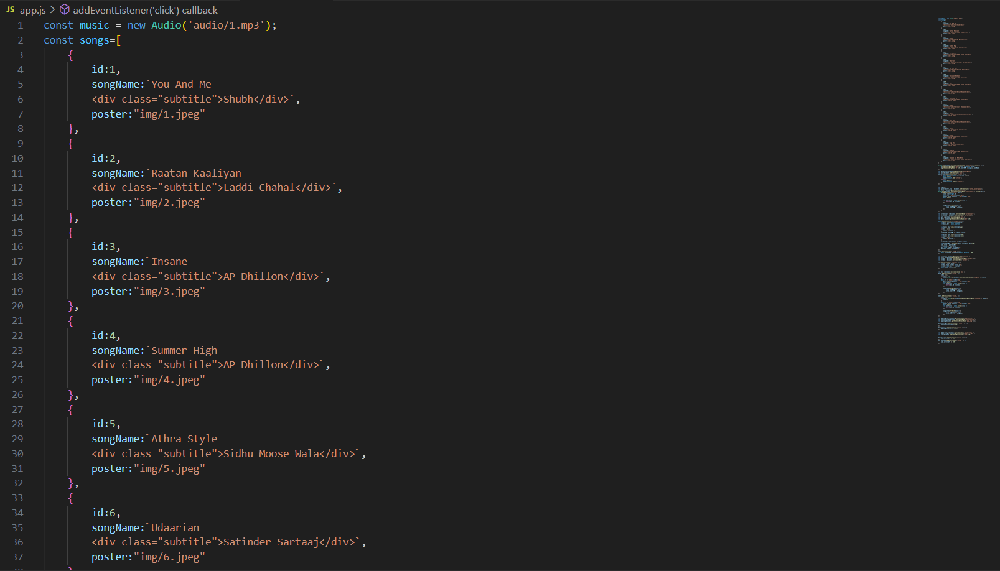 JS app.js > addEventListener('click') callback
1 const music = new Audio('audio/1.mp3');
2 const songs=[
3 {
4 id:1,
5 songName:`You And Me
6 <div class="subtitle">Shubh</div>`,
7 poster:"img/1.jpeg"
8 },
9 {
10 id:2,
11 songName:`Raatan Kaaliyan
12 <div class="subtitle">Laddi Chahal</div>`,
13 poster:"img/2.jpeg"
14 },
15 {
16 id:3,
17 songName:`Insane
18 <div class="subtitle">AP Dhillon</div>`,
19 poster:"img/3.jpeg"
20 },
21 {
22 id:4,
23 songName:`Summer High
24 <div class="subtitle">AP Dhillon</div>`,
25 poster:"img/4.jpeg"
26 },
27 {
28 id:5,
29 songName:`Athra Style
30 <div class="subtitle">Sidhu Moose Wala</div>`,
31 poster:"img/5.jpeg"
32 },
33 {
34 id:6,
35 songName:`Udaarian
36 <div class="subtitle">Satinder Sartaaj</div>`,
37 poster:"img/6.jpeg"